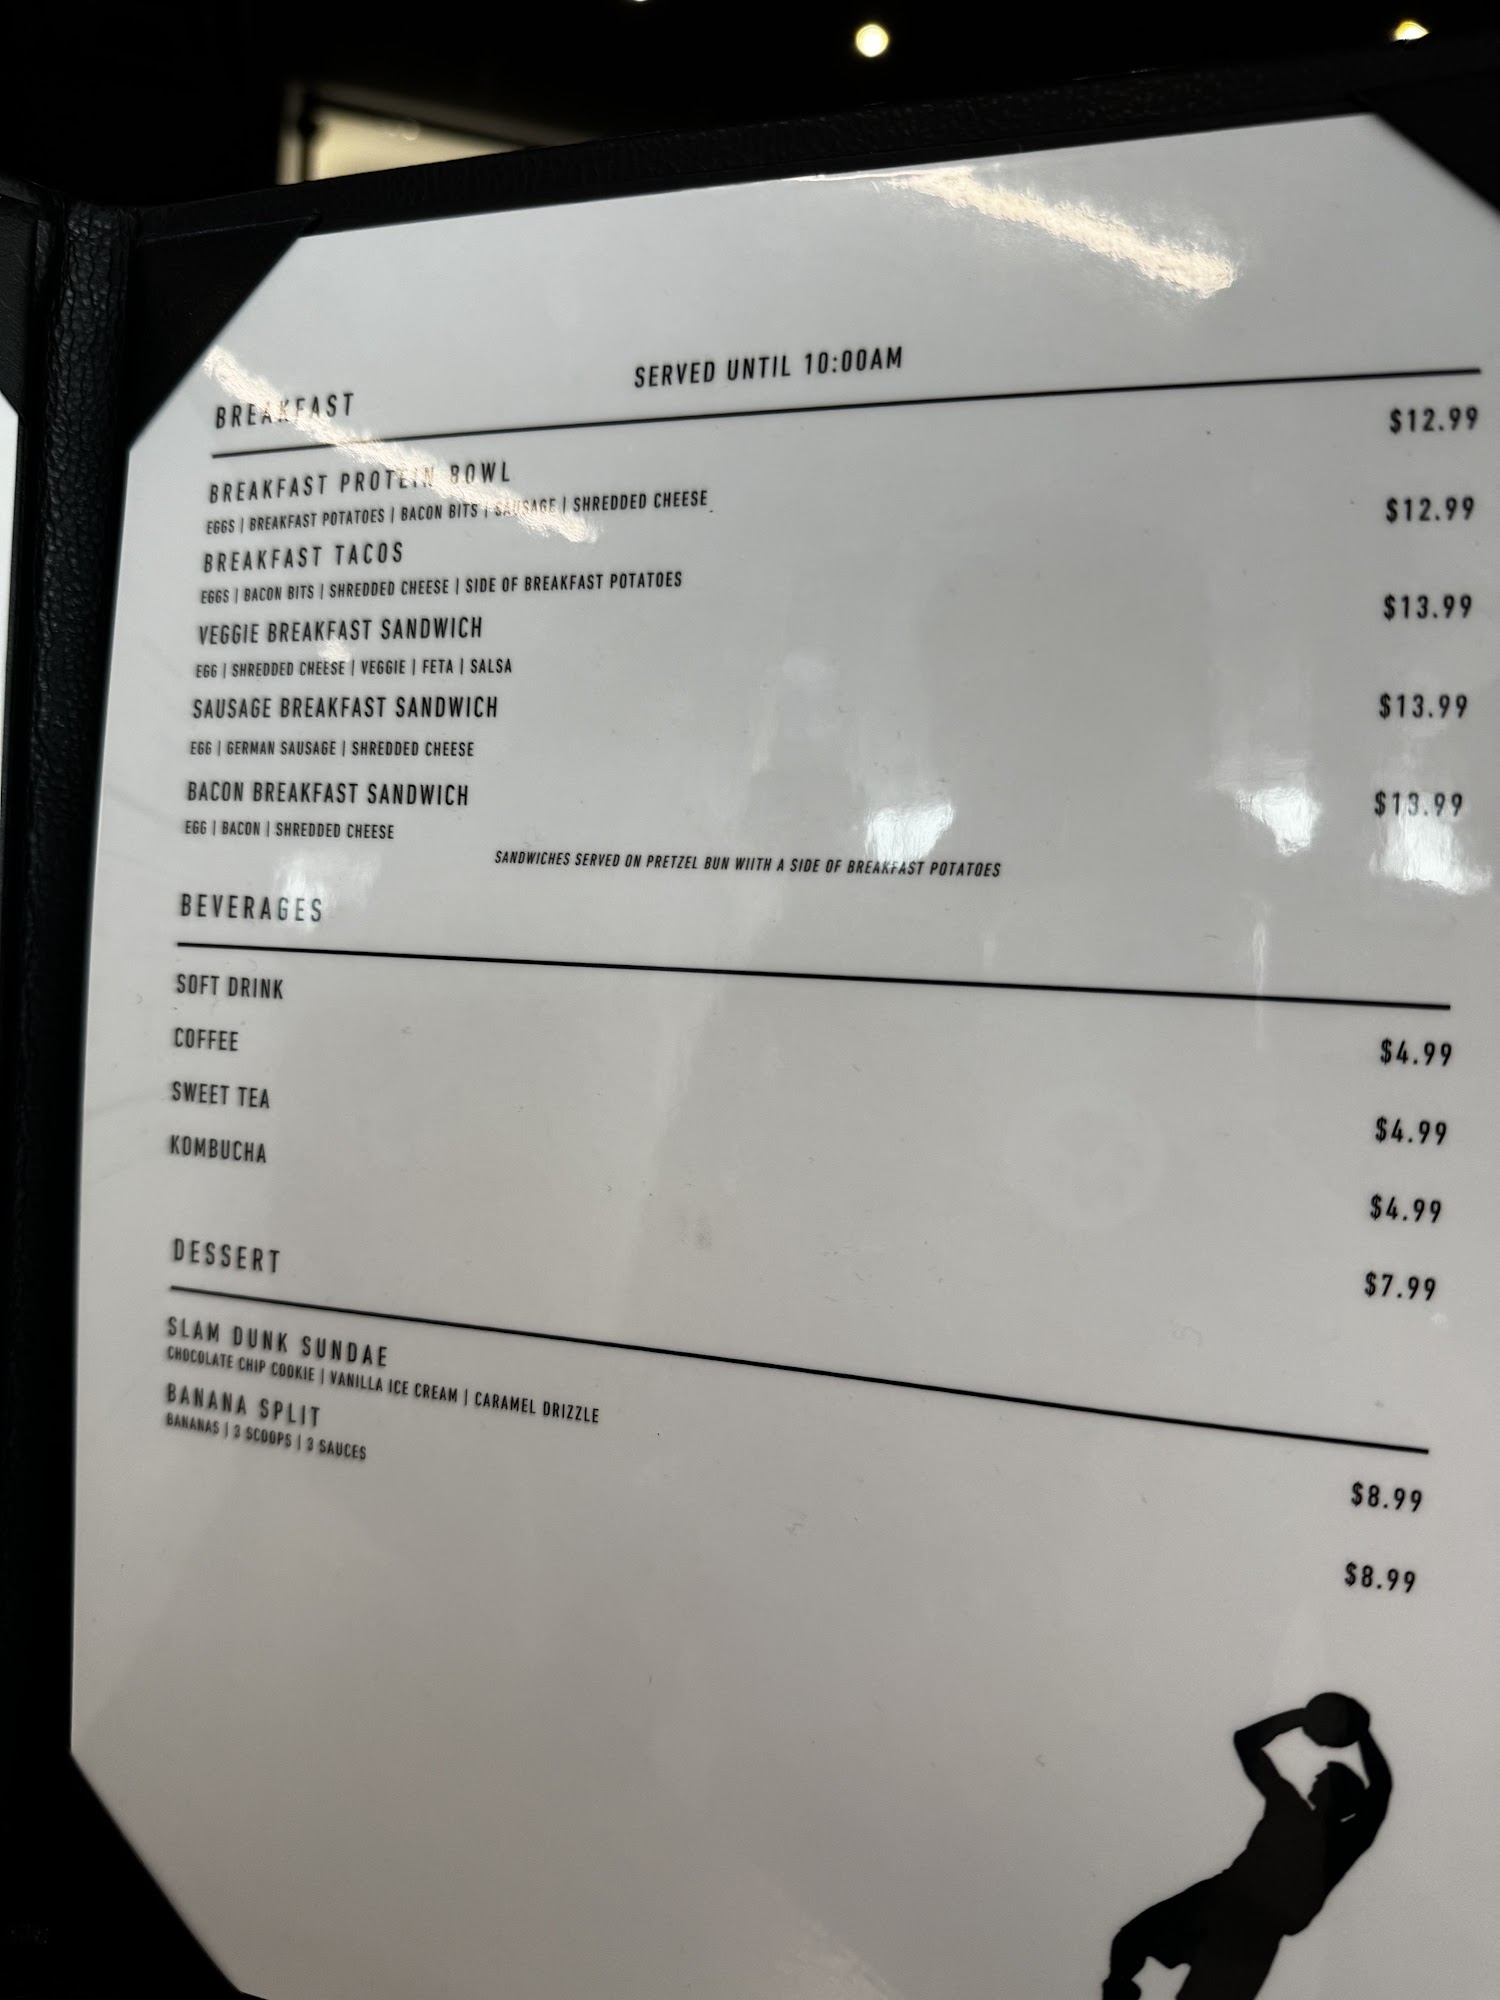 SERVED UNTIL 10:00AM
BREAKFAST
BREAKFAST PROTEIN BOWL $12.99
EGGS | BREAKFAST POTATOES | BACON BITS | SAUSAGE | SHREDDED CHEESE
BREAKFAST TACOS $12.99
EGGS | BACON BITS | SHREDDED CHEESE | SIDE OF BREAKFAST POTATOES
VEGGIE BREAKFAST SANDWICH $13.99
EGG | SHREDDED CHEESE | VEGGIE | FETA | SALSA
SAUSAGE BREAKFAST SANDWICH $13.99
EGG | GERMAN SAUSAGE | SHREDDED CHEESE
BACON BREAKFAST SANDWICH $13.99
EGG | BACON | SHREDDED CHEESE
SANDWICHES SERVED ON PRETZEL BUN WIITH A SIDE OF BREAKFAST POTATOES
BEVERAGES
SOFT DRINK $4.99
COFFEE $4.99
SWEET TEA $4.99
KOMBUCHA $7.99
DESSERT
SLAM DUNK SUNDAE $8.99
CHOCOLATE CHIP COOKIE | VANILLA ICE CREAM | CARAMEL DRIZZLE
BANANA SPLIT $8.99
BANANAS | 3 SCOOPS | 3 SAUCES